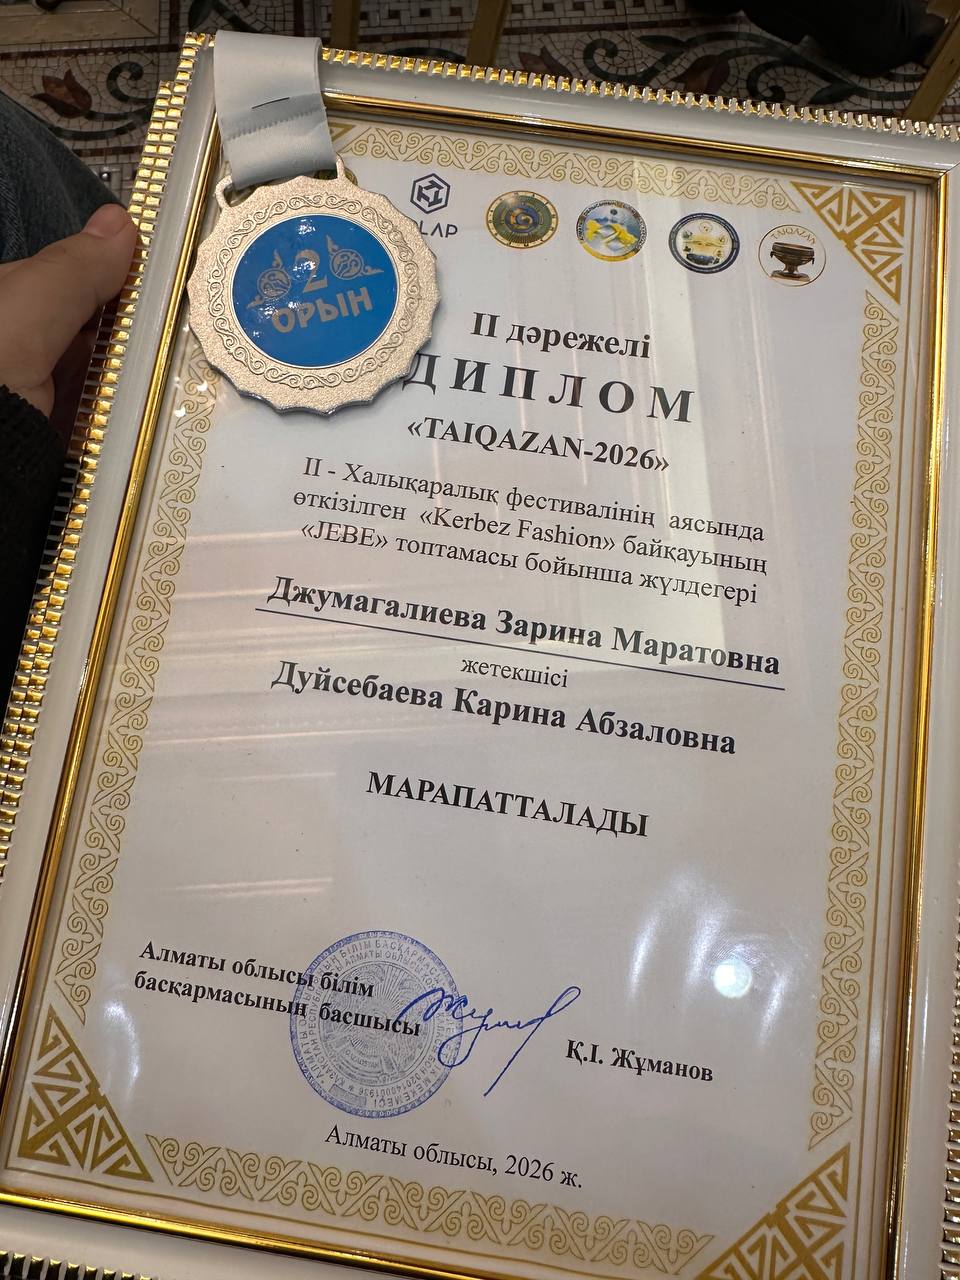 2
ОРЫН
LAP
TAIQAZAN
II дәрежелі
ДИПЛОМ
«TAIQAZAN-2026»
II - Халықаралық фестивалінің аясында
өткізілген «Kerbez Fashion» байқауының
«JEBE» топтамасы бойынша жүлдегері
Джумагалиева Зарина Маратовна
жетекшісі
Дуйсебаева Карина Абзаловна
МАРАПАТТАЛАДЫ
Алматы облысы білім
басқармасының басшысы
Қ.І. Жұманов
Алматы облысы, 2026 ж.